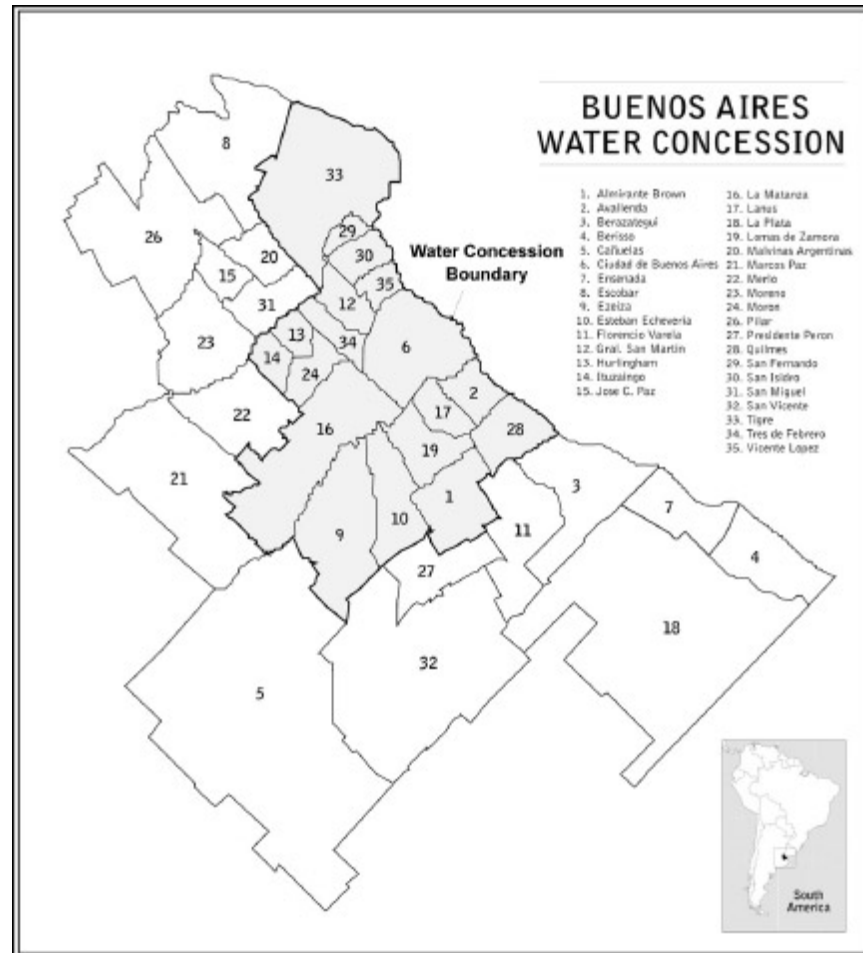 BUENOS AIRES
WATER CONCESSION
1. Almirante Brown
2. Avallenda
3. Berazategui
4. Berisso
5. Cañuelas
6. Ciudad de Buenos Aires
7. Ensenada
8. Escobar
9. Ezeiza
10. Esteban Echeveria
11. Florencio Varela
12. Gral. San Martin
13. Hurlingham
14. Ituzaingo
15. Jose C. Paz
16. La Matanza
17. Lanus
18. La Plata
19. Lomas de Zamora
20. Malvinas Argentinas
21. Marcos Paz
22. Merlo
23. Moreno
24. Moron
26. Pilar
27. Presidente Peron
28. Quilmes
29. San Fernando
30. San Isidro
31. San Miguel
32. San Vicente
33. Tigre
34. Tres de Febrero
35. Vicente Lopez
Water Concession
Boundary
8
33
26
29
30
20
15
35
12
31
13
34
6
23
14
24
2
22
17
16
28
19
21
3
1
7
10
11
9
4
27
18
32
5
South
America